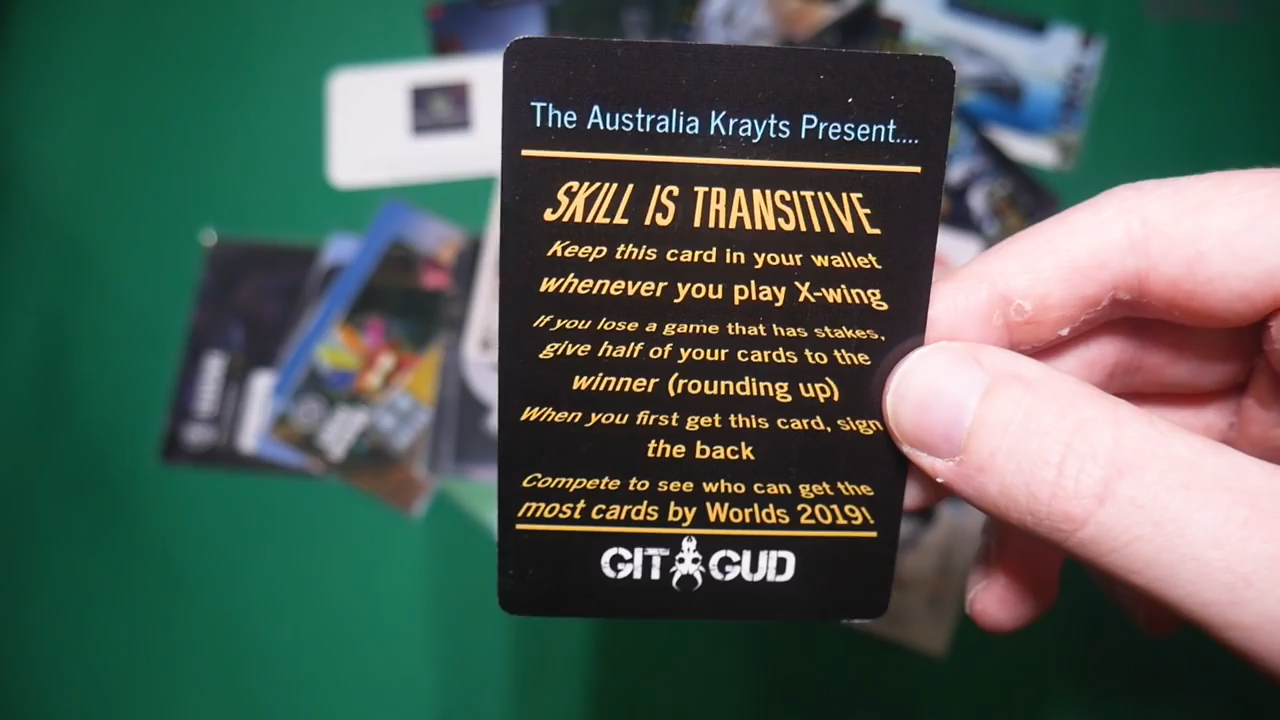 The Australia Krayts Present....
SKILL IS TRANSITIVE
Keep this card in your wallet
whenever you play X-wing
If you lose a game that has stakes,
give half of your cards to the
winner (rounding up)
When you first get this card, sign
the back
Compete to see who can get the
most cards by Worlds 2019!
GIT GUD